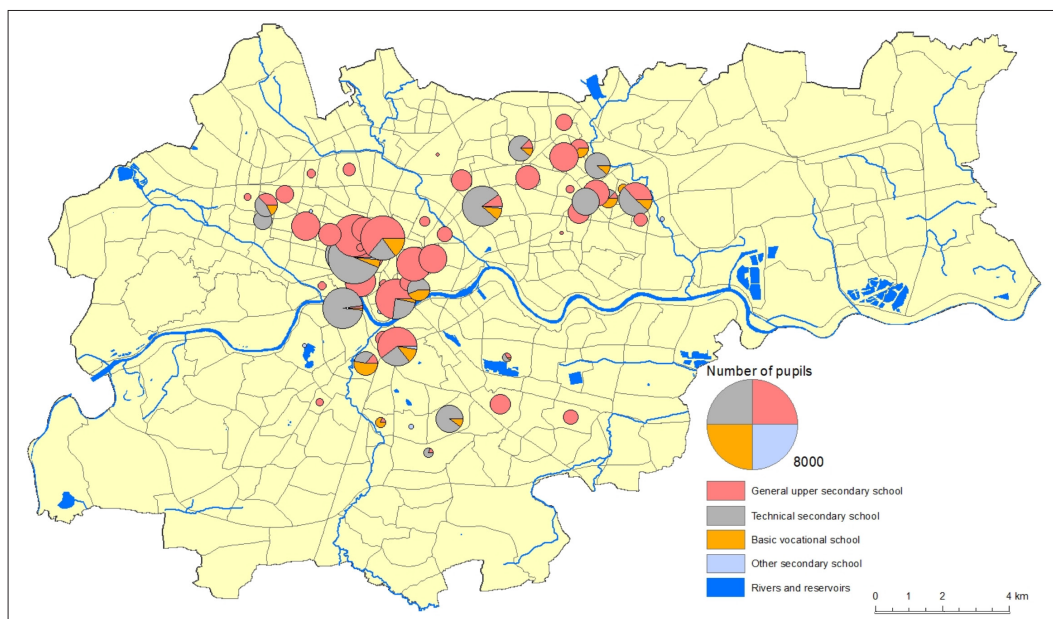 Number of pupils
8000
General upper secondary school
Technical secondary school
Basic vocational school
Other secondary school
Rivers and reservoirs
0 1 2 4 km